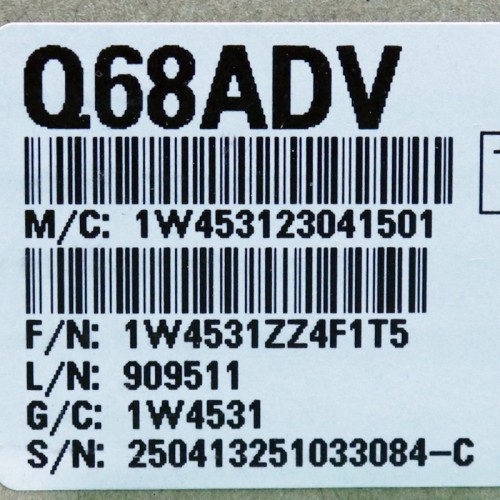 Q68ADV
M/C: 1W453123041501
F/N: 1W4531ZZ4F1T5
L/N: 909511
G/C: 1W4531
S/N: 250413251033084-C